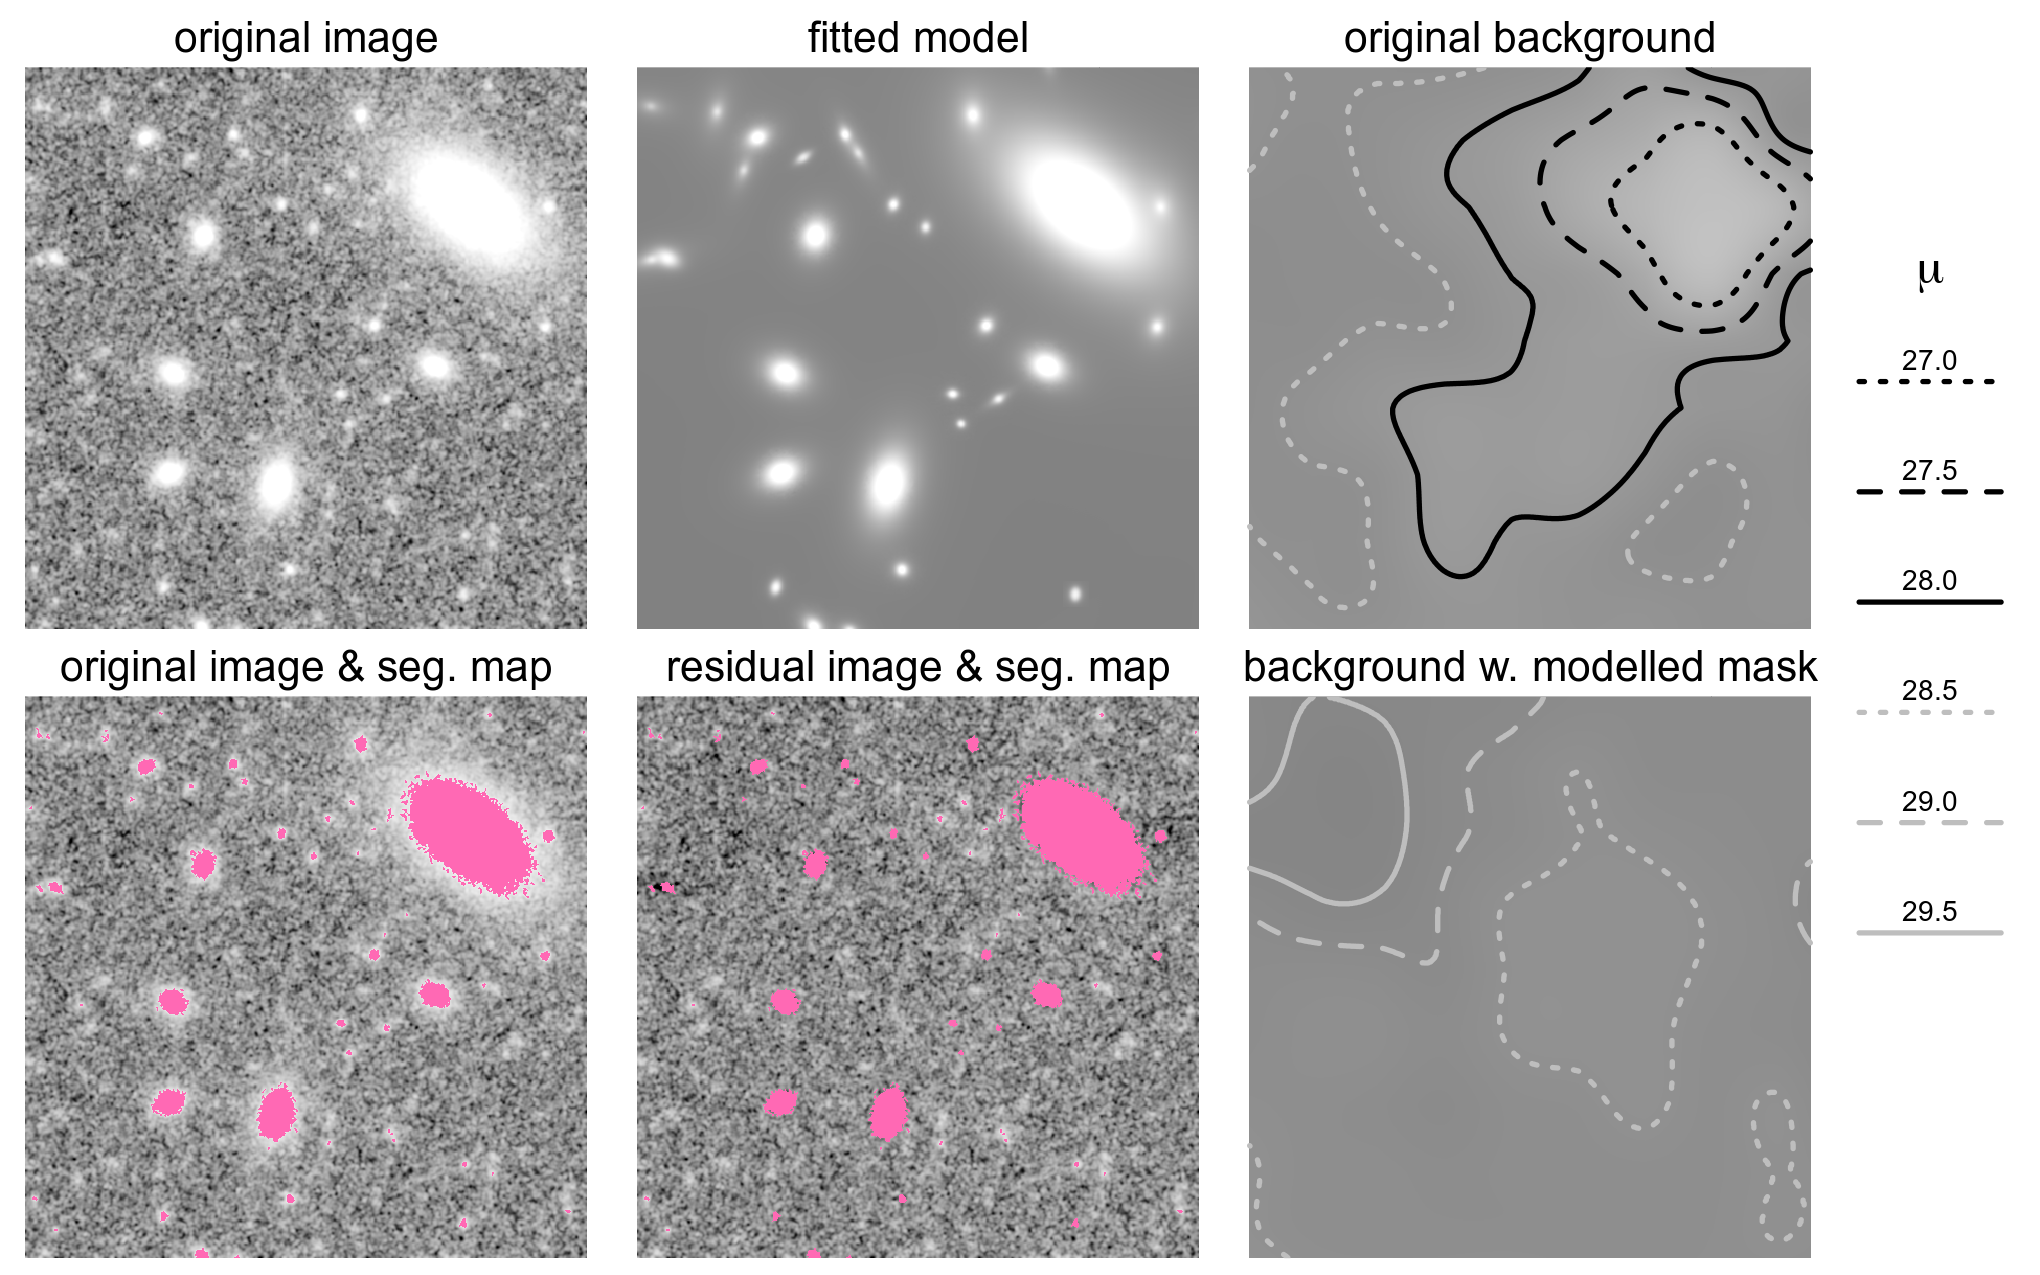 original image
fitted model
original background
μ
27.0
27.5
28.0
original image & seg. map
residual image & seg. map
background w. modelled mask
28.5
29.0
29.5